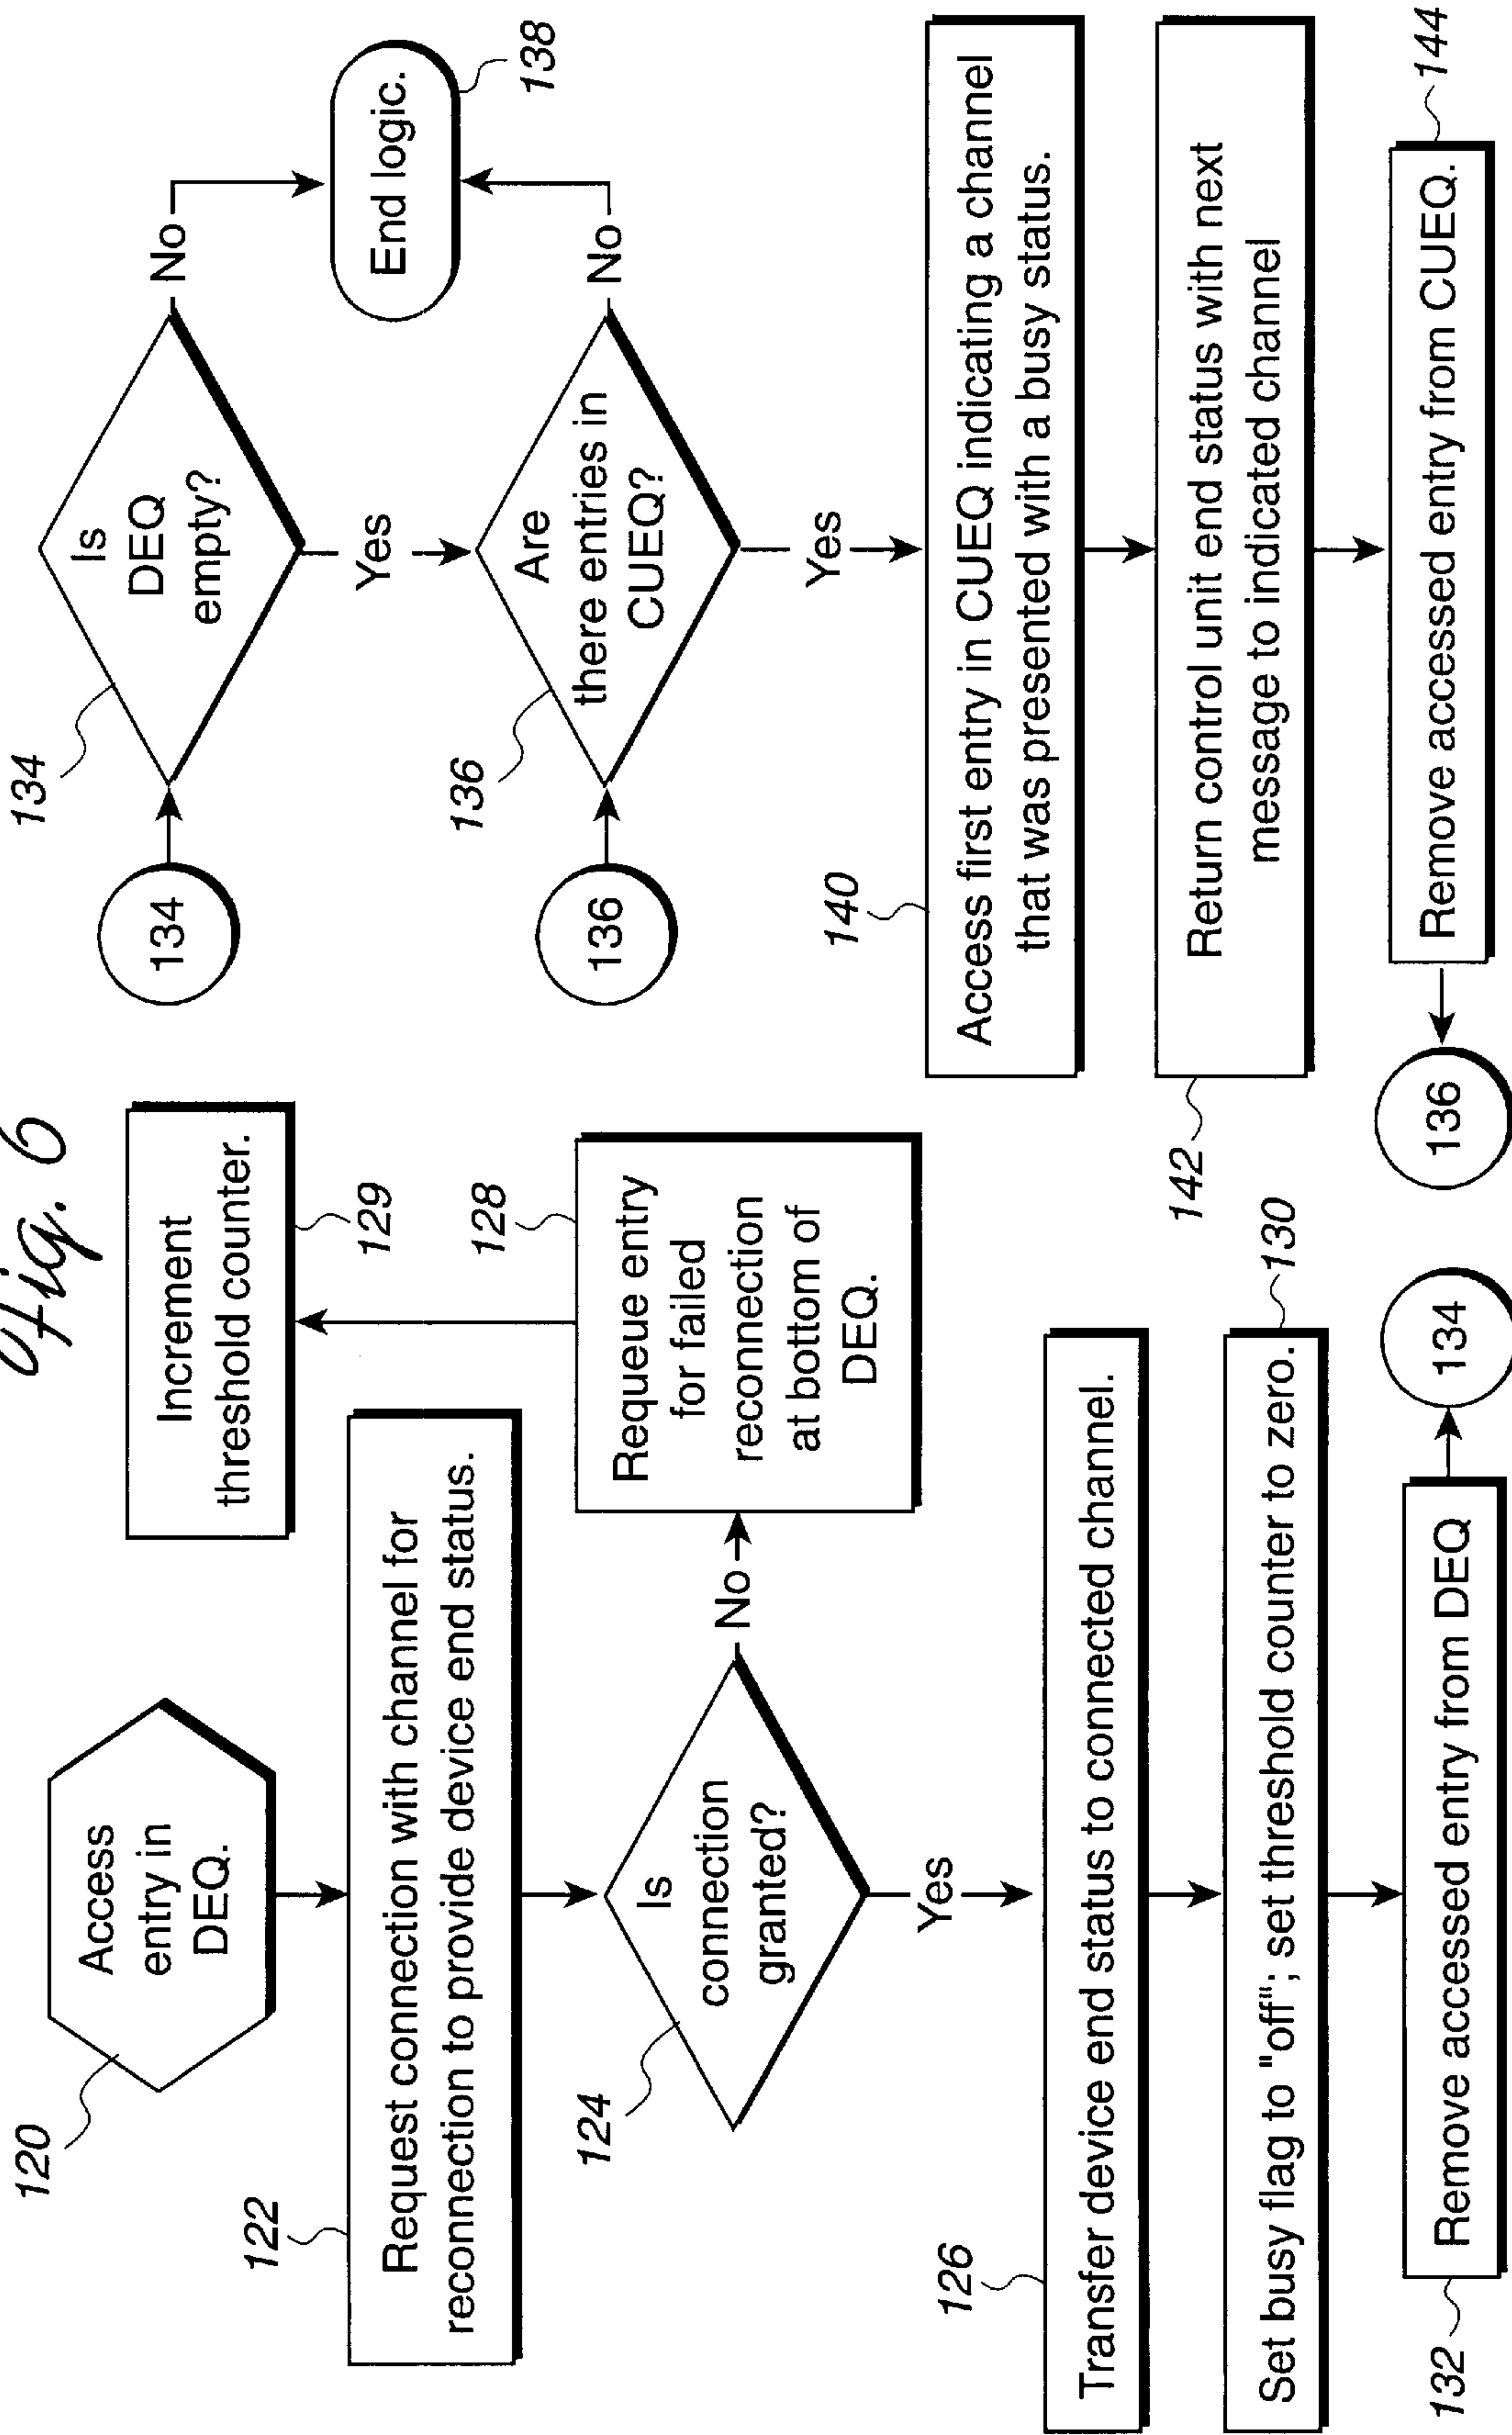 Fig. 6
120
Access
entry in
DEQ.
122
Request connection with channel for
reconnection to provide device end status.
124
Is
connection
granted?
No
Yes
128
Requeue entry
for failed
reconnection
at bottom of
DEQ.
Increment
threshold counter.
129
126
Transfer device end status to connected channel.
Set busy flag to "off"; set threshold counter to zero.
130
132
Remove accessed entry from DEQ
134
134
134
Is
DEQ
empty?
No
Yes
End logic.
138
136
136
Are
there entries in
CUEQ?
No
Yes
140
Access first entry in CUEQ indicating a channel
that was presented with a busy status.
142
Return control unit end status with next
message to indicated channel
144
Remove accessed entry from CUEQ.
136